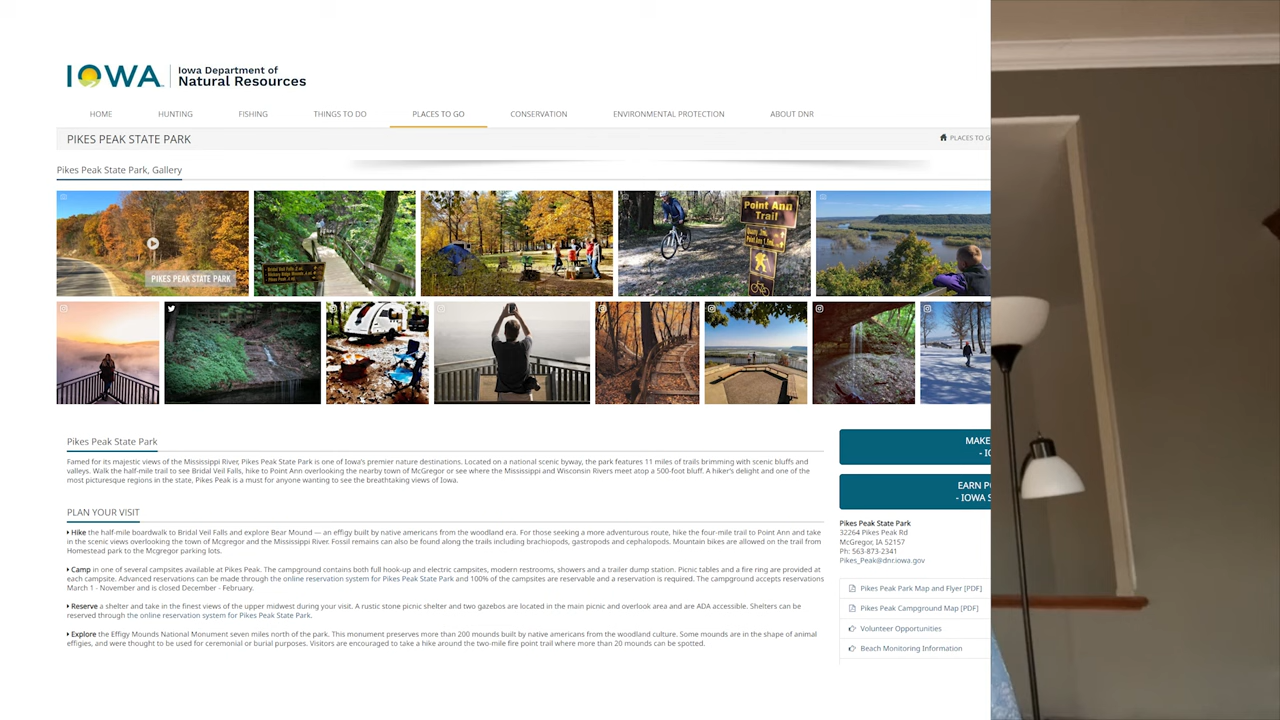 IOWA
Iowa Department of
Natural Resources
HOME HUNTING FISHING THINGS TO DO PLACES TO GO CONSERVATION ENVIRONMENTAL PROTECTION ABOUT DNR
PIKES PEAK STATE PARK
PLACES TO G
Pikes Peak State Park, Gallery
PIKES PEAK STATE PARK
Point Ann
Trail
Pikes Peak State Park
Famed for its majestic views of the Mississippi River, Pikes Peak State Park is one of Iowa's premier nature destinations. Located on a national scenic byway, the park features 11 miles of trails brimming with scenic bluffs and
valleys. Walk the half-mile trail to see Bridal Veil Falls, hike to Point Ann overlooking the nearby town of McGregor or see where the Mississippi and Wisconsin Rivers meet atop a 500-foot bluff. A hiker's delight and one of the
most picturesque regions in the state, Pikes Peak is a must for anyone wanting to see the breathtaking views of Iowa.
PLAN YOUR VISIT
Hike the half-mile boardwalk to Bridal Veil Falls and explore Bear Mound — an effigy built by native americans from the woodland era. For those seeking a more adventurous route, hike the four-mile trail to Point Ann and take
in the scenic views overlooking the town of Mcgregor and the Mississippi River. Fossil remains can also be found along the trails including brachiopods, gastropods and cephalopods. Mountain bikes are allowed on the trail from
Homestead park to the Mcgregor parking lots.
Camp in one of several campsites available at Pikes Peak. The campground contains both full hook-up and electric campsites, modern restrooms, showers and a trailer dump station. Picnic tables and a fire ring are provided at
each campsite. Advanced reservations can be made through the online reservation system for Pikes Peak State Park and 100% of the campsites are reservable and a reservation is required. The campground accepts reservations
March 1 - November and is closed December - February.
Reserve a shelter and take in the finest views of the upper midwest during your visit. A rustic stone picnic shelter and two gazebos are located in the main picnic and overlook area and are ADA accessible. Shelters can be
reserved through the online reservation system for Pikes Peak State Park.
Explore the Effigy Mounds National Monument seven miles north of the park. This monument preserves more than 200 mounds built by native americans from the woodland culture. Some mounds are in the shape of animal
effigies, and were thought to be used for ceremonial or burial purposes. Visitors are encouraged to take a hike around the two-mile fire point trail where more than 20 mounds can be spotted.
MAKE
- IO
EARN P
- IOWA S
Pikes Peak State Park
32264 Pikes Peak Rd
McGregor, IA 52157
Ph: 563-873-2341
Pikes_Peak@dnr.iowa.gov
Pikes Peak Park Map and Flyer [PDF]
Pikes Peak Campground Map [PDF]
Volunteer Opportunities
Beach Monitoring Information